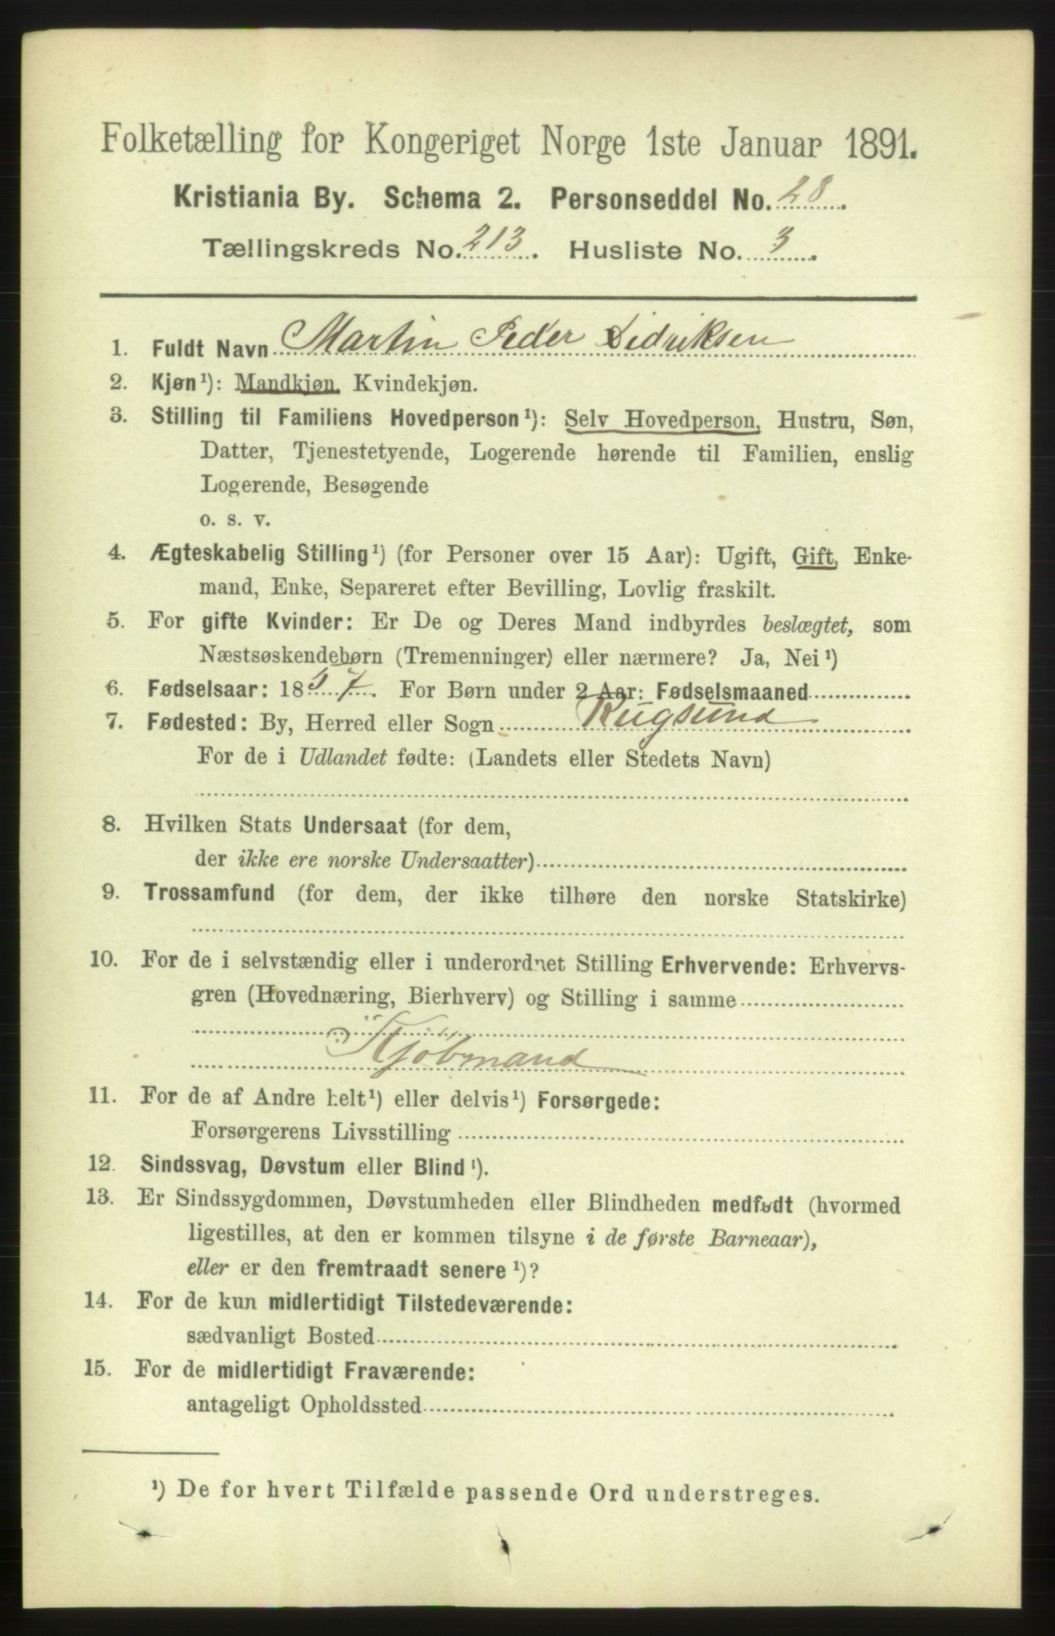 Folketælling for Kongeriget Norge 1ste Januar 1891.
Kristiania By. Schema 2. Personseddel No. 28.
Tællingskreds No. 213. Husliste No. 3.
1. Fuldt Navn Martin Peder Didriksen
2. Kjøn¹): Mandkjøn, Kvindekjøn.
3. Stilling til Familiens Hovedperson¹): Selv Hovedperson, Hustru, Søn,
Datter, Tjenestetyende, Logerende hørende til Familien, enslig
Logerende, Besøgende
o. s. v.
4. Ægteskabelig Stilling¹) (for Personer over 15 Aar): Ugift, Gift, Enke-
mand, Enke, Separeret efter Bevilling, Lovlig fraskilt.
5. For gifte Kvinder: Er De og Deres Mand indbyrdes beslægtet, som
Næstsøskendebørn (Tremenninger) eller nærmere? Ja, Nei¹)
6. Fødselsaar: 1857. For Børn under 2 Aar: Fødselsmaaned
7. Fødested: By, Herred eller Sogn Rugsund
For de i Udlandet fødte: (Landets eller Stedets Navn)
8. Hvilken Stats Undersaat (for dem,
der ikke ere norske Undersaatter)
9. Trossamfund (for dem, der ikke tilhøre den norske Statskirke)
10. For de i selvstændig eller i underordnet Stilling Erhvervende: Erhvervs-
gren (Hovednæring, Bierhverv) og Stilling i samme
Kjöbmand
11. For de af Andre helt¹) eller delvis¹) Forsørgede:
Forsørgerens Livsstilling
12. Sindssvag, Døvstum eller Blind¹).
13. Er Sindssygdommen, Døvstumheden eller Blindheden medfødt (hvormed
ligestilles, at den er kommen tilsyne i de første Barneaar),
eller er den fremtraadt senere¹)?
14. For de kun midlertidigt Tilstedeværende:
sædvanligt Bosted
15. For de midlertidigt Fraværende:
antageligt Opholdssted
¹) De for hvert Tilfælde passende Ord understreges.